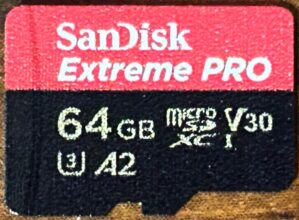 SanDisk
Extreme PRO
64GB micro SD XC I V30
U3 A2